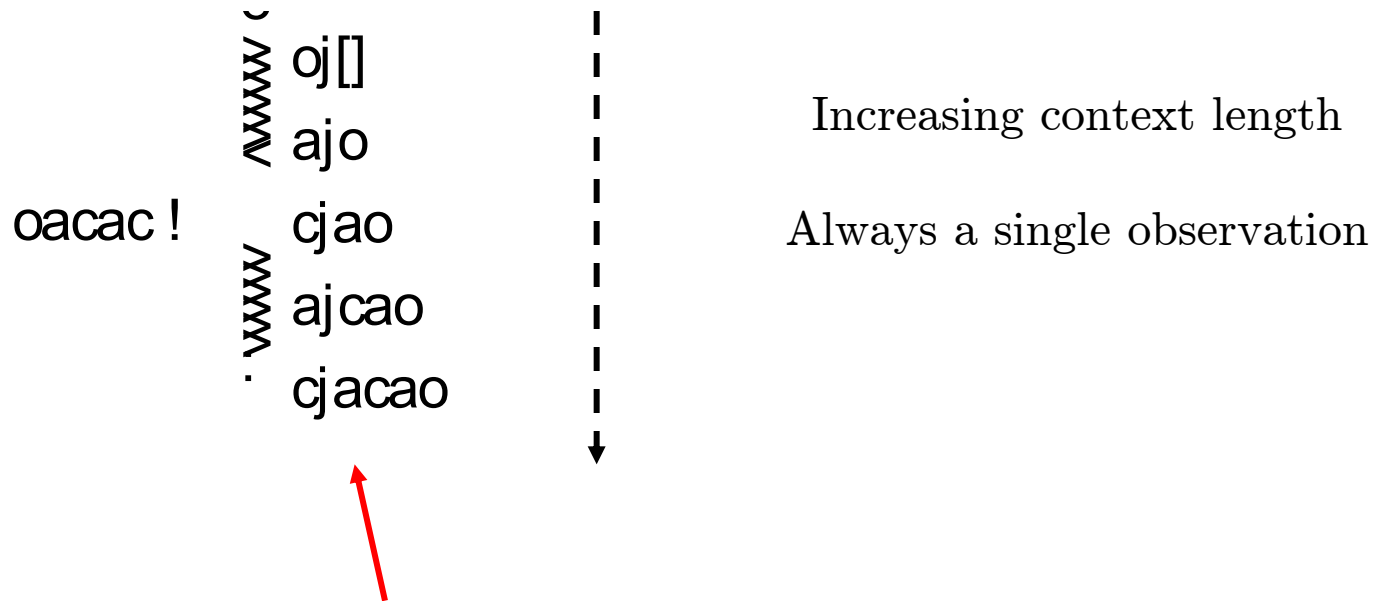 oj[]
ajo
oacac ! cjao
ajcao
cjacao
Increasing context length
Always a single observation